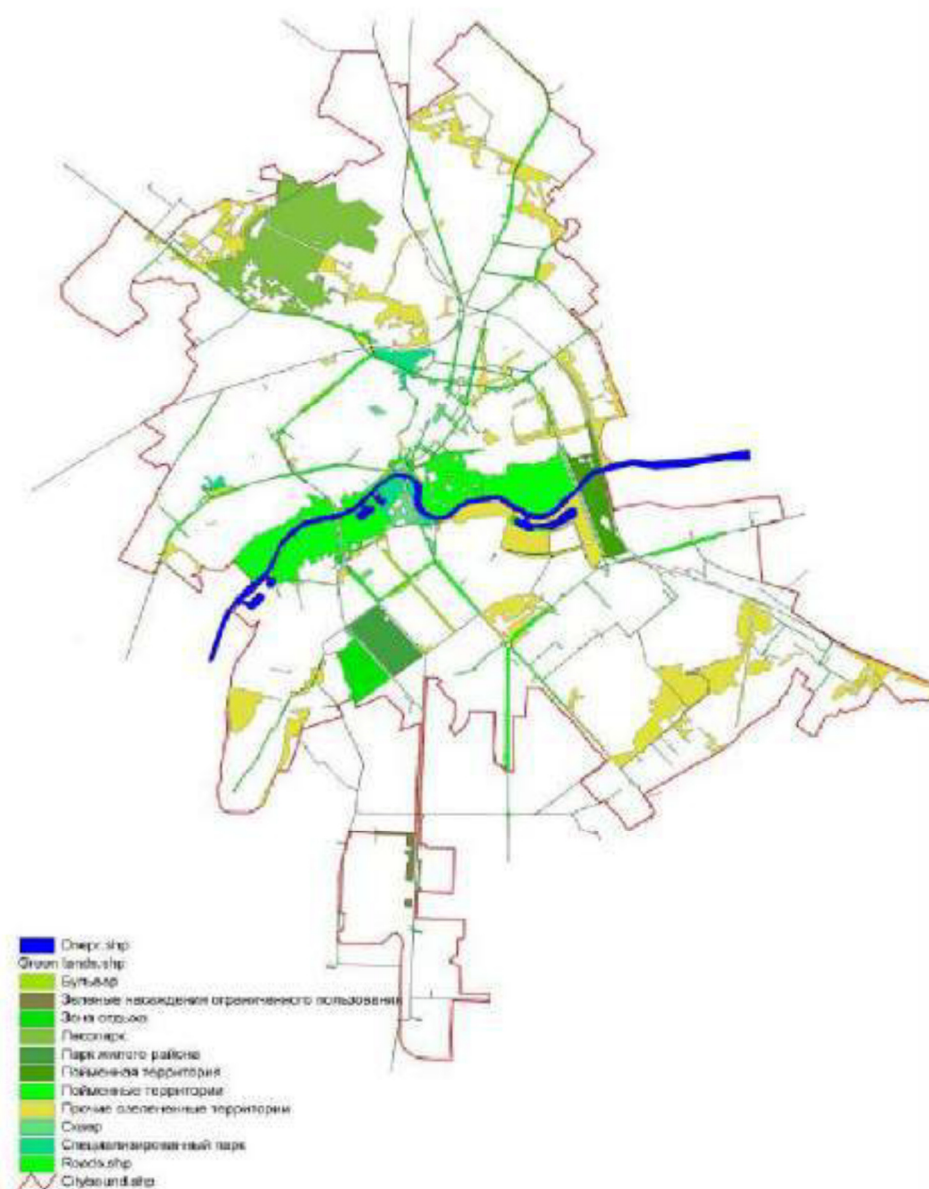 Днепр.shp
Green lands.shp
Бульвар
Зеленые насаждения ограниченного пользования
Зона отдыха
Лесопарк
Парк жилого района
Пойменная территория
Пойменные территории
Прочие озелененные территории
Сквер
Специализированный парк
Roads.shp
Citybound.shp